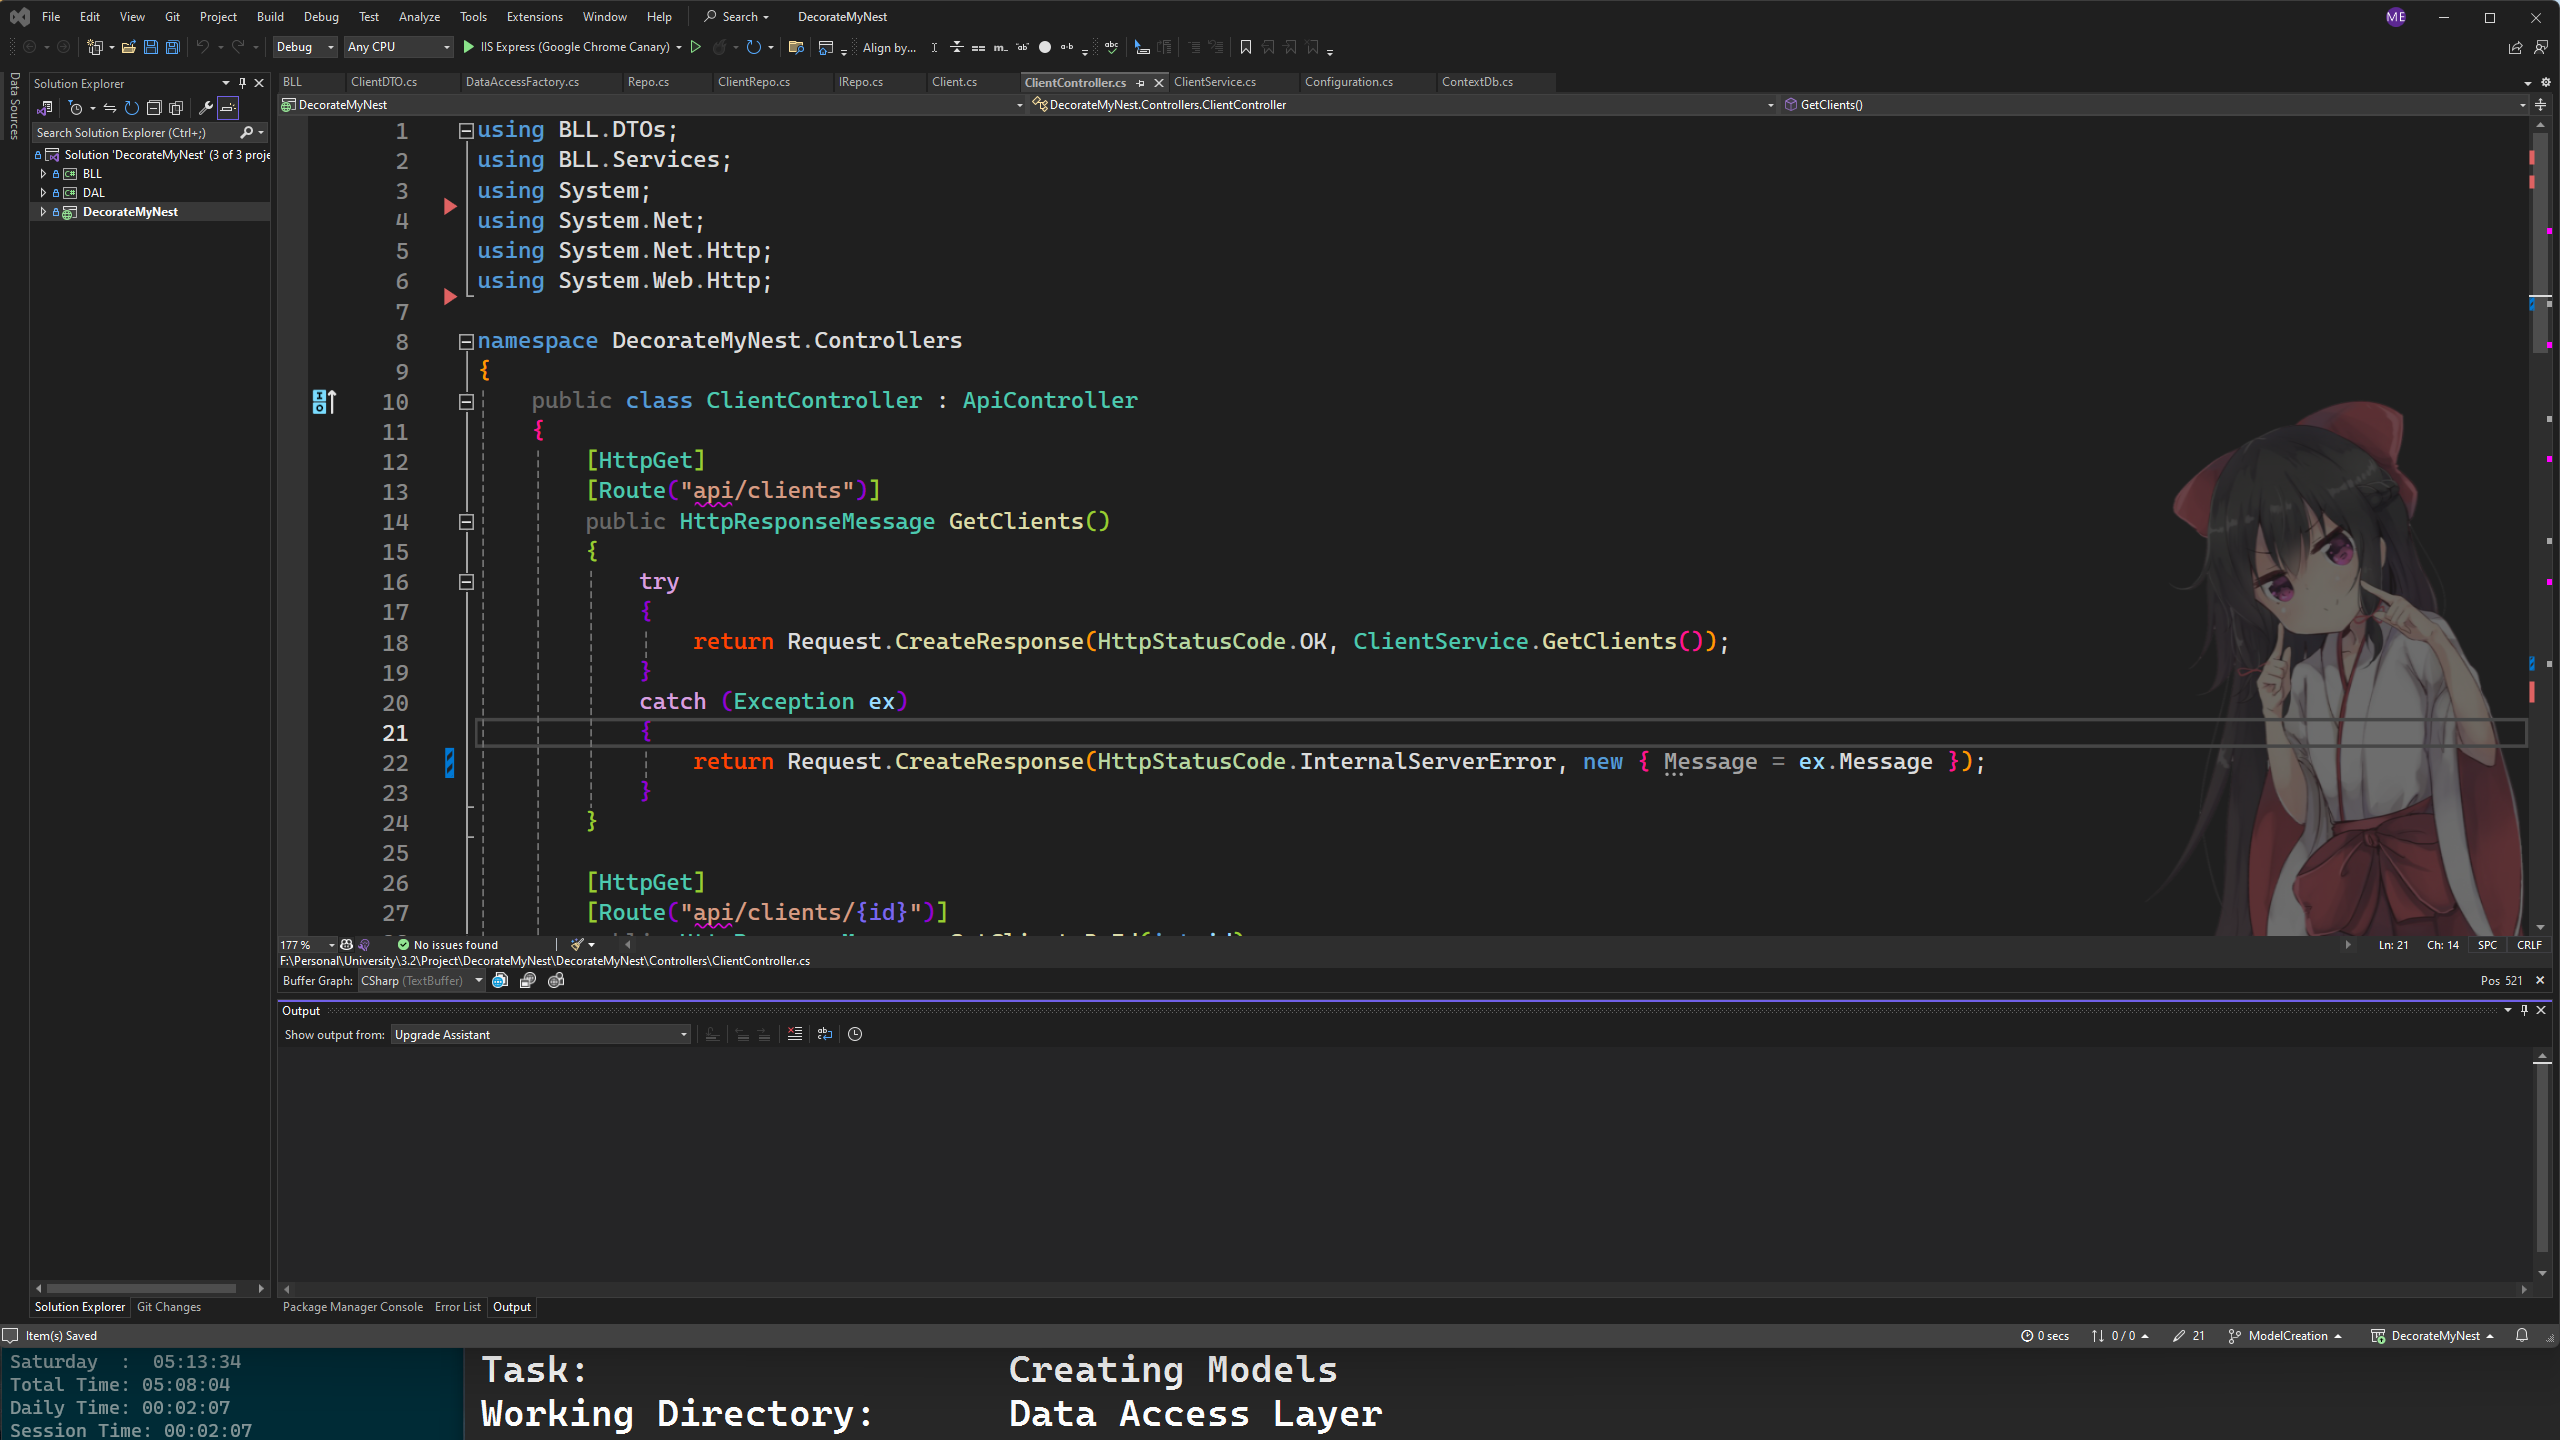 File Edit View Git Project Build Debug Test Analyze Tools Extensions Window Help Search DecorateMyNest ME
Debug Any CPU IIS Express (Google Chrome Canary) Align by...
Data Sources
Solution Explorer
Search Solution Explorer (Ctrl+;)
Solution 'DecorateMyNest' (3 of 3 proje
BLL
DAL
DecorateMyNest
BLL ClientDTO.cs DataAccessFactory.cs Repo.cs ClientRepo.cs IRepo.cs Client.cs ClientController.cs ClientService.cs Configuration.cs ContextDb.cs
DecorateMyNest DecorateMyNest.Controllers.ClientController GetClients()
1 using BLL.DTOs;
2 using BLL.Services;
3 using System;
4 using System.Net;
5 using System.Net.Http;
6 using System.Web.Http;
7
8 namespace DecorateMyNest.Controllers
9 {
10 public class ClientController : ApiController
11 {
12 [HttpGet]
13 [Route("api/clients")]
14 public HttpResponseMessage GetClients()
15 {
16 try
17 {
18 return Request.CreateResponse(HttpStatusCode.OK, ClientService.GetClients());
19 }
20 catch (Exception ex)
21 {
22 return Request.CreateResponse(HttpStatusCode.InternalServerError, new { Message = ex.Message });
23 }
24 }
25
26 [HttpGet]
27 [Route("api/clients/{id}")]
177 % No issues found Ln: 21 Ch: 14 SPC CRLF
F:\Personal\University\3.2\Project\DecorateMyNest\DecorateMyNest\Controllers\ClientController.cs
Buffer Graph: CSharp (TextBuffer) Pos 521
Output
Show output from: Upgrade Assistant
Solution Explorer Git Changes
Package Manager Console Error List Output
Item(s) Saved 0 secs 0 / 0 21 ModelCreation DecorateMyNest
Saturday : 05:13:34
Total Time: 05:08:04
Daily Time: 00:02:07
Session Time: 00:02:07
Task: Creating Models
Working Directory: Data Access Layer